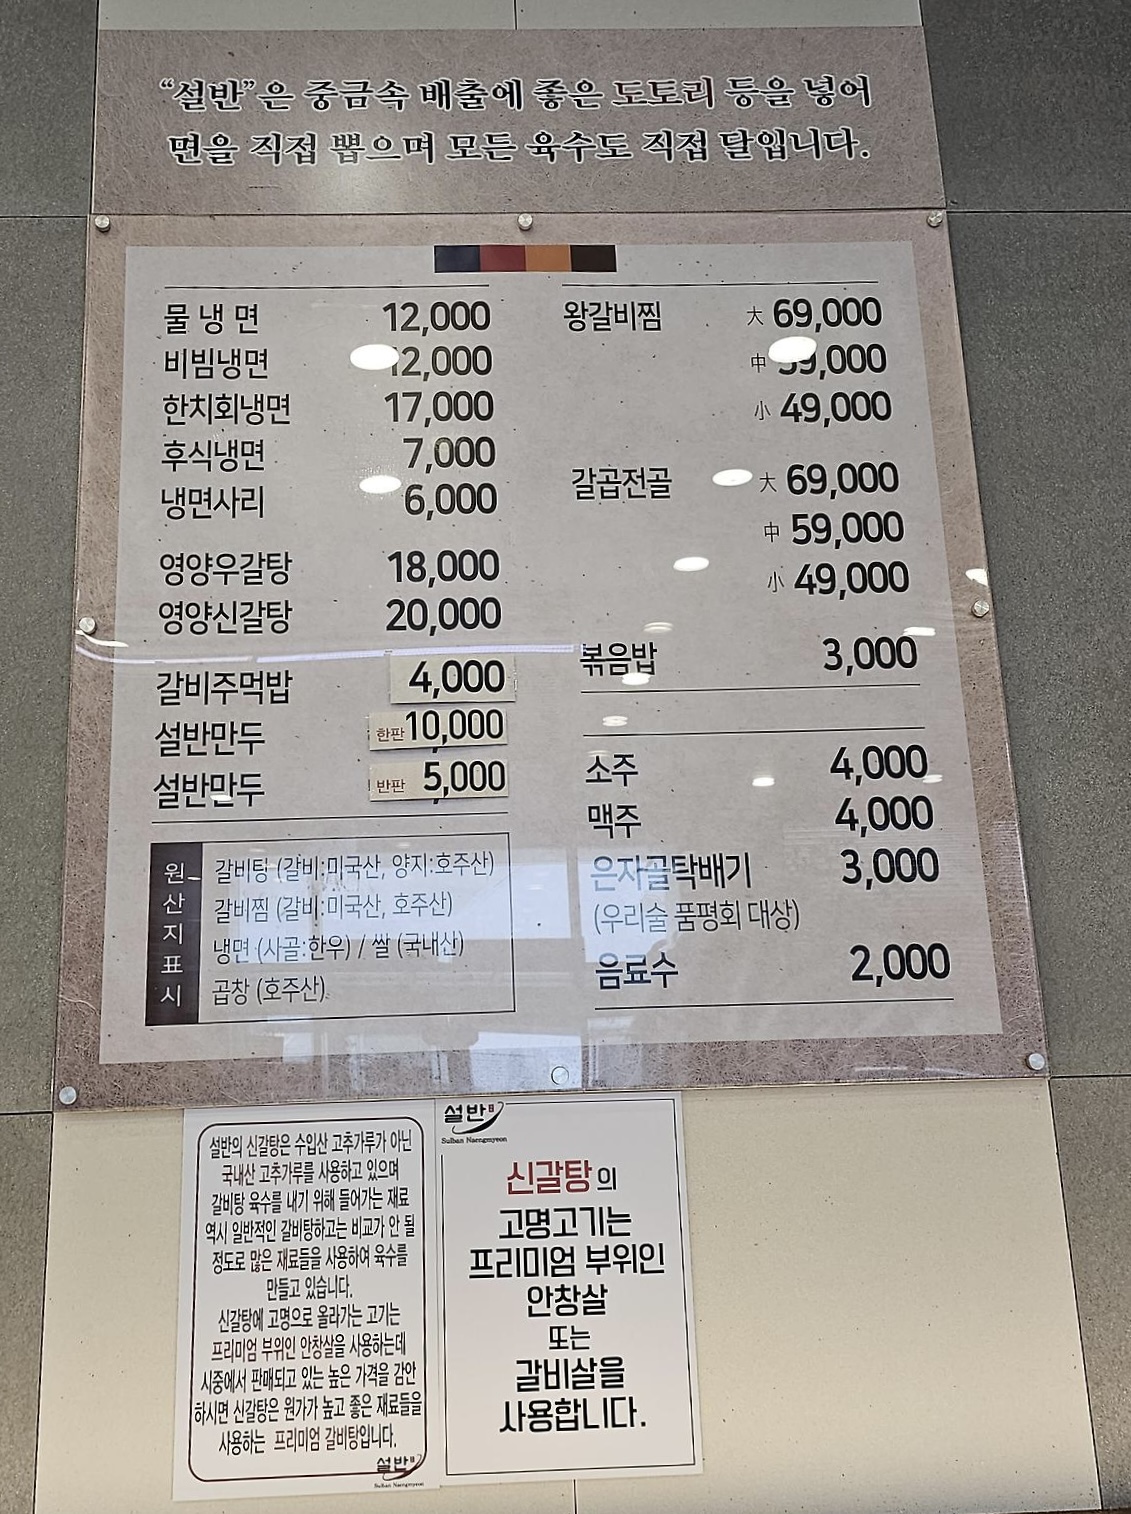 “설반”은 중금속 배출에 좋은 도토리 등을 넣어
면을 직접 뽑으며 모든 육수도 직접 달입니다.
물냉면 12,000
비빔냉면 12,000
한치회냉면 17,000
후식냉면 7,000
냉면사리 6,000
영양우갈탕 18,000
영양신갈탕 20,000
갈비주먹밥 4,000
설반만두 한판 10,000
설반만두 반판 5,000
원산지표시
갈비탕 (갈비:미국산, 양지:호주산)
갈비찜 (갈비:미국산, 호주산)
냉면 (사골:한우) / 쌀 (국내산)
곱창 (호주산)
왕갈비찜 大 69,000
中 59,000
小 49,000
갈곱전골 大 69,000
中 59,000
小 49,000
볶음밥 3,000
소주 4,000
맥주 4,000
은자골탁배기 3,000
(우리술 품평회 대상)
음료수 2,000
설반의 신갈탕은 수입산 고추가루가 아닌
국내산 고추가루를 사용하고 있으며
갈비탕 육수를 내기 위해 들어가는 재료
역시 일반적인 갈비탕하고는 비교가 안 될
정도로 많은 재료들을 사용하여 육수를
만들고 있습니다.
신갈탕에 고명으로 올라가는 고기는
프리미엄 부위인 안창살을 사용하는데
시중에서 판매되고 있는 높은 가격을 감안
하시면 신갈탕은 원가가 높고 좋은 재료들을
사용하는 프리미엄 갈비탕입니다.
설반
Sulban Naengmyeon
설반
Sulban Naengmyeon
신갈탕의
고명고기는
프리미엄 부위인
안창살
또는
갈비살을
사용합니다.